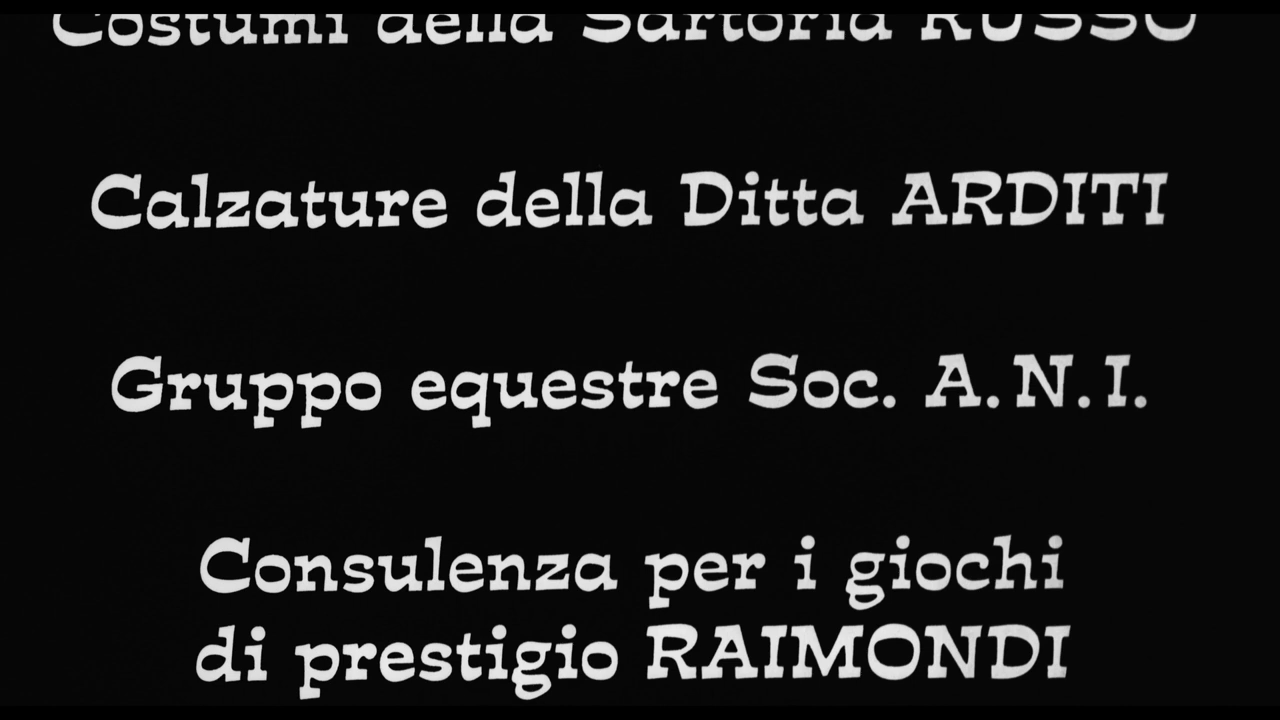 Costumi della Sartoria RUSSO
Calzature della Ditta ARDITI
Gruppo equestre Soc. A.N.I.
Consulenza per i giochi
di prestigio RAIMONDI